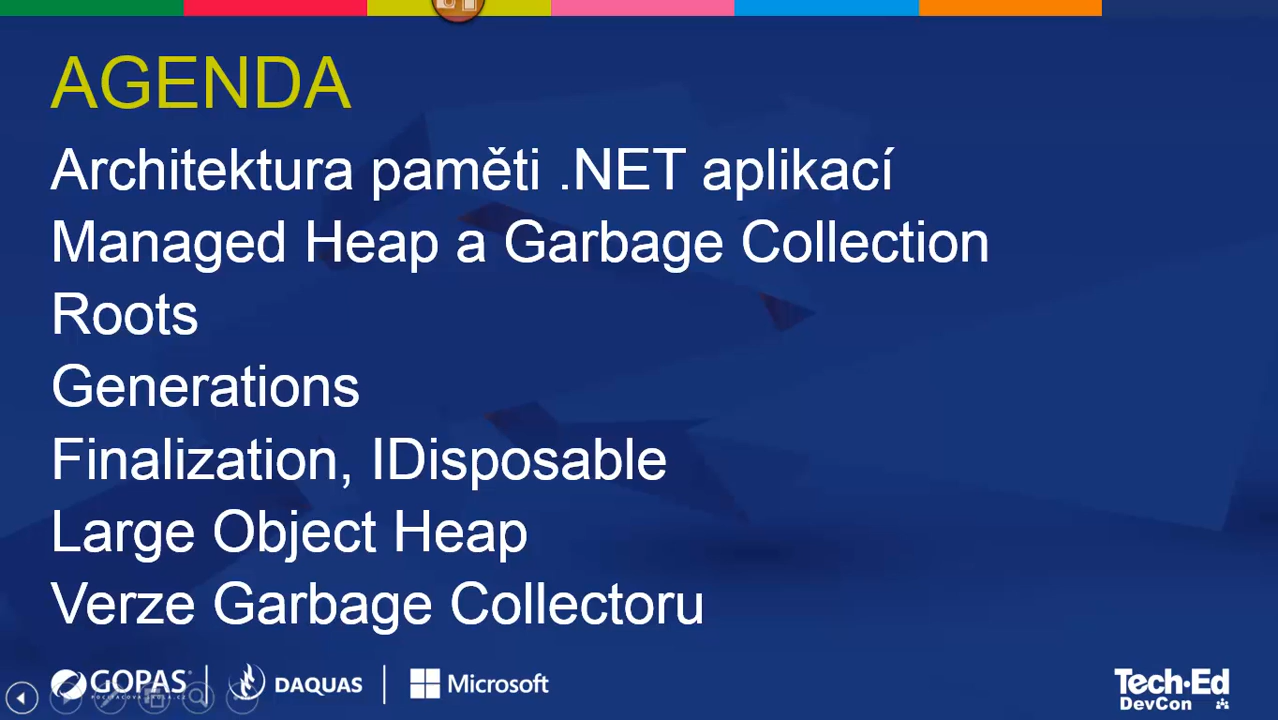 AGENDA
Architektura paměti .NET aplikací
Managed Heap a Garbage Collection
Roots
Generations
Finalization, IDisposable
Large Object Heap
Verze Garbage Collectoru
GOPAS
DAQUAS
Microsoft
Tech·Ed
DevCon